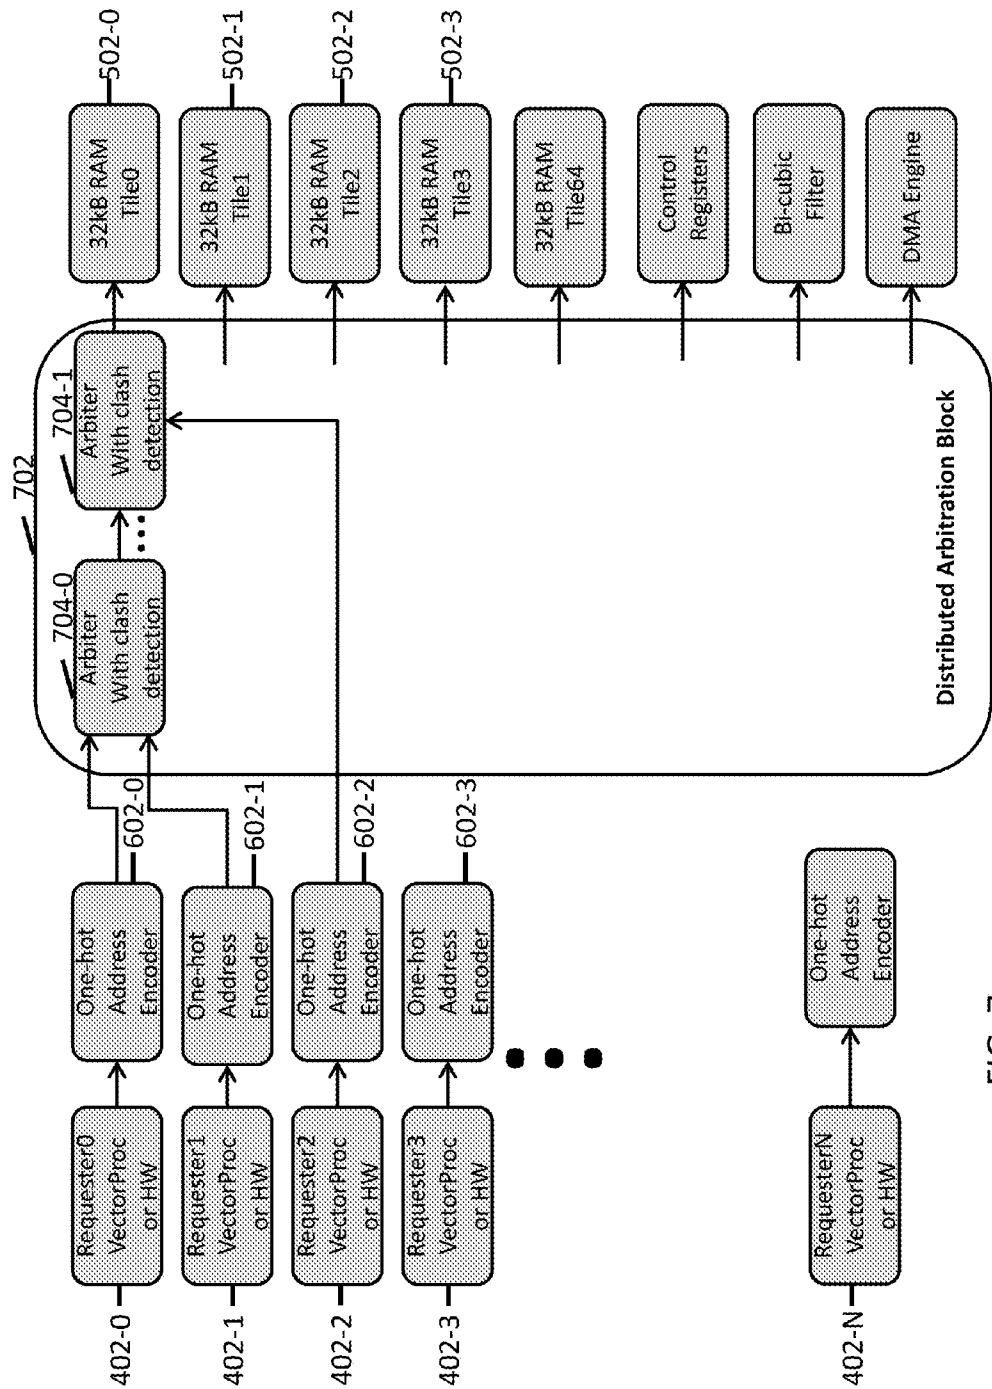 402-0
Requester0
VectorProc
or HW
One-hot
Address
Encoder
602-0
402-1
Requester1
VectorProc
or HW
One-hot
Address
Encoder
602-1
402-2
Requester2
VectorProc
or HW
One-hot
Address
Encoder
602-2
402-3
Requester3
VectorProc
or HW
One-hot
Address
Encoder
602-3
402-N
RequesterN
VectorProc
or HW
One-hot
Address
Encoder
702
704-0
Arbiter
With clash
detection
704-1
Arbiter
With clash
detection
Distributed Arbitration Block
32kB RAM
Tile0
502-0
32kB RAM
Tile1
502-1
32kB RAM
Tile2
502-2
32kB RAM
Tile3
502-3
32kB RAM
Tile64
Control
Registers
Bi-cubic
Filter
DMA Engine